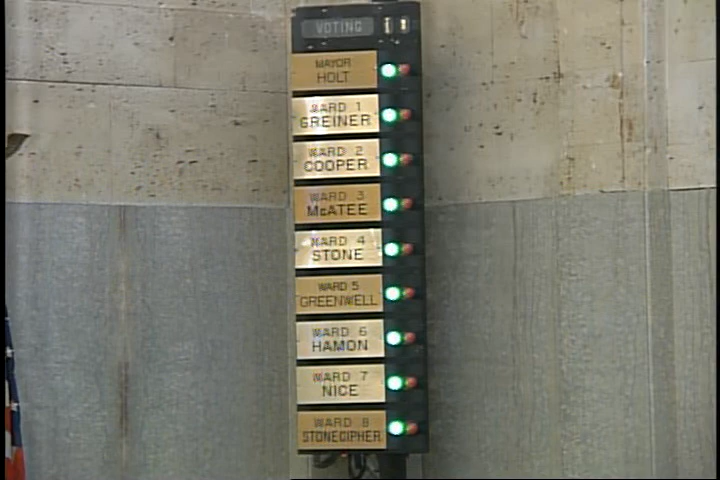 VOTING
MAYOR
HOLT
WARD 1
GREINER
WARD 2
COOPER
WARD 3
McATEE
WARD 4
STONE
WARD 5
GREENWELL
WARD 6
HAMON
WARD 7
NICE
WARD 8
STONECIPHER